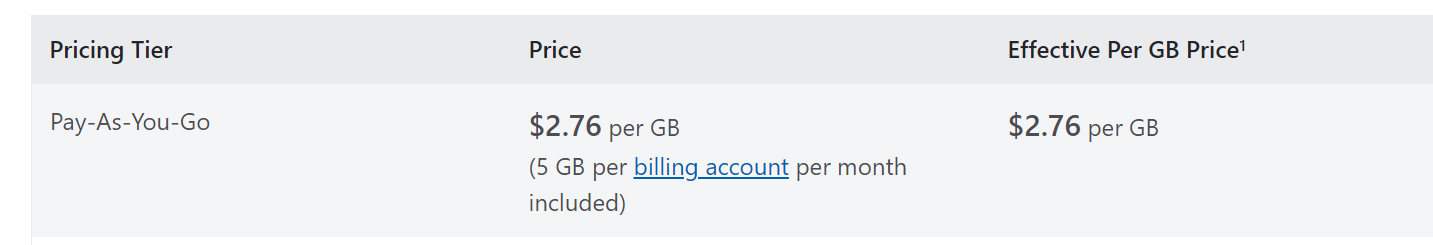 Pricing Tier Price Effective Per GB Price¹
Pay-As-You-Go $2.76 per GB $2.76 per GB
(5 GB per billing account per month
included)